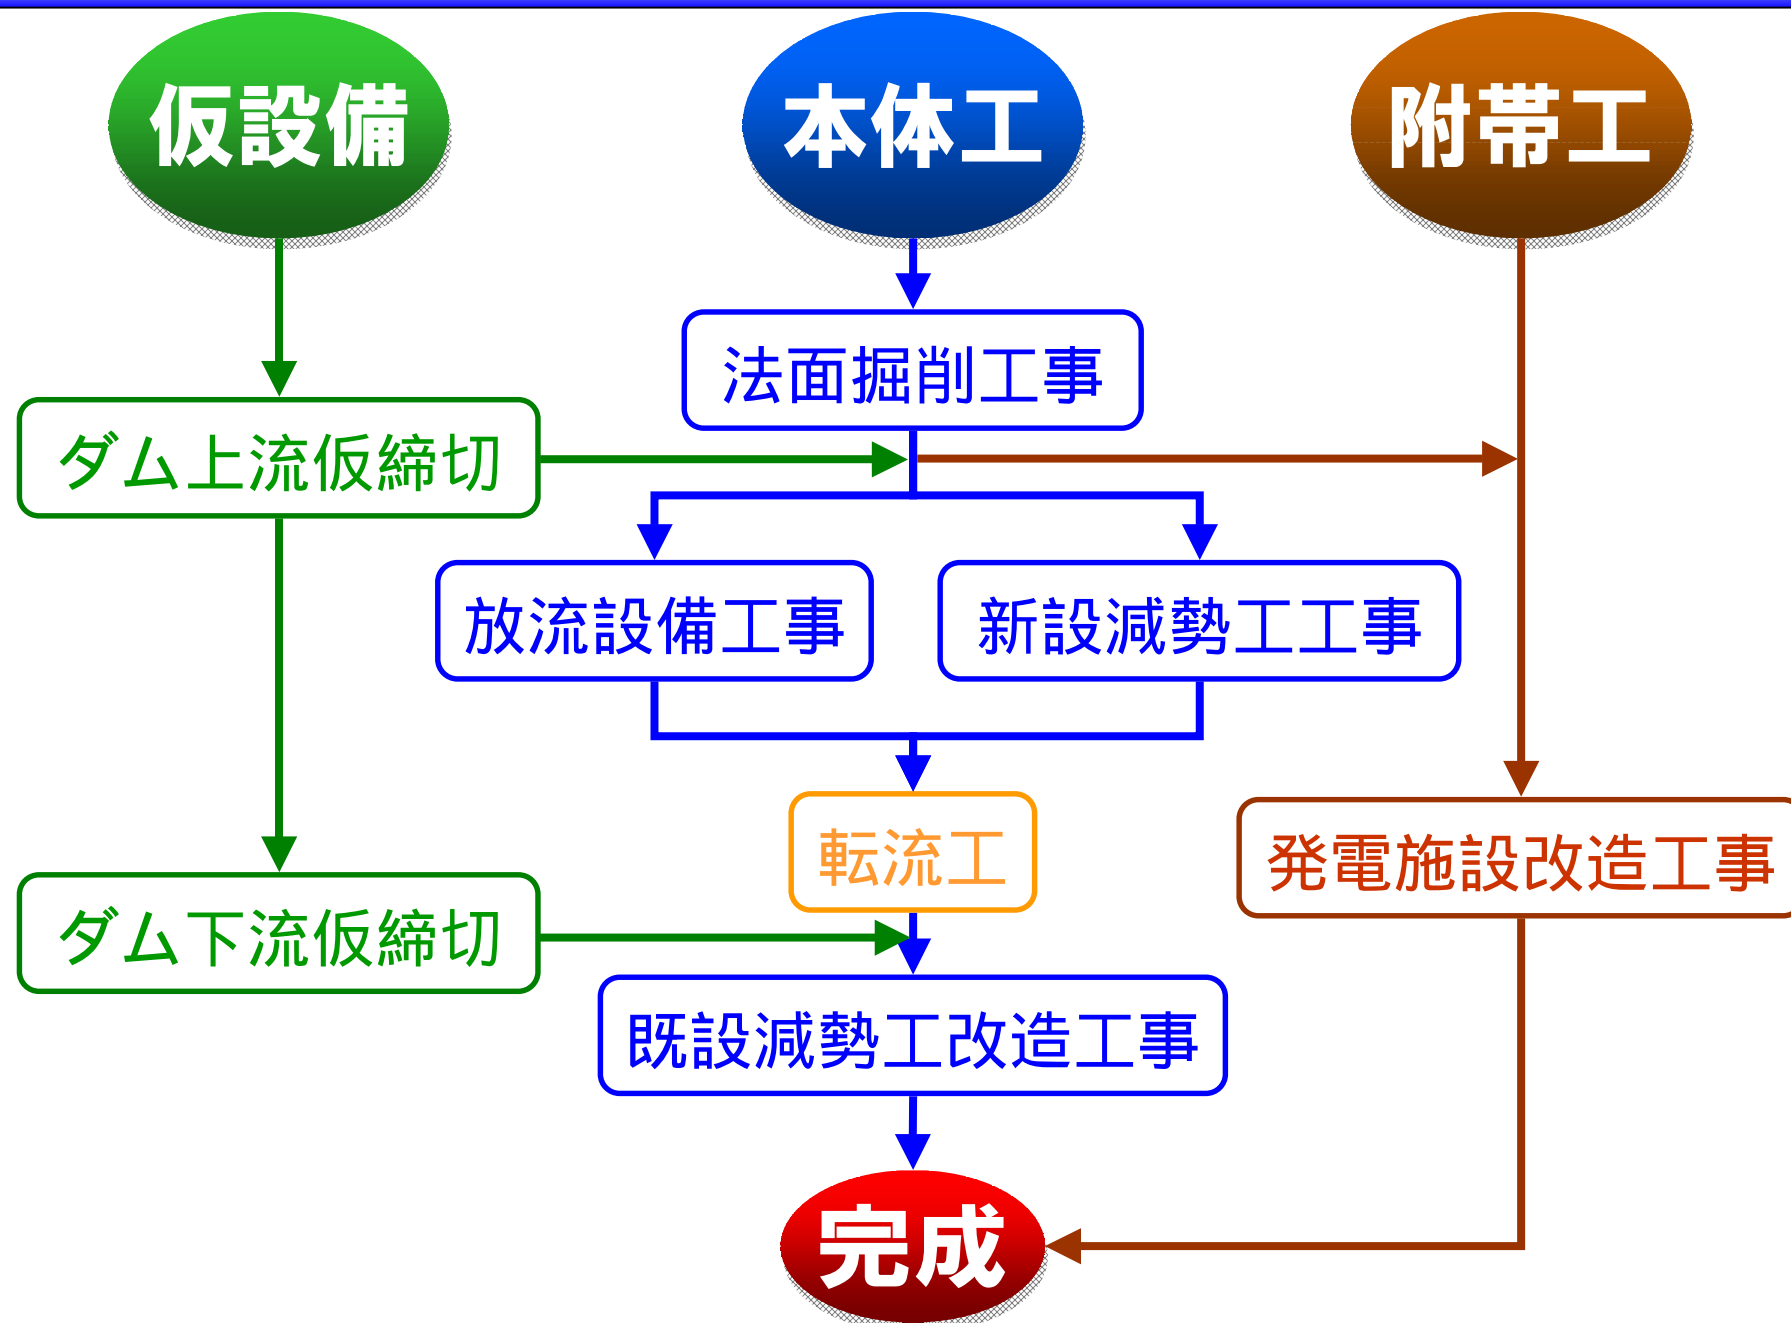 仮設備
本体工
附帯工
法面掘削工事
ダム上流仮締切
放流設備工事
新設減勢工工事
転流工
発電施設改造工事
ダム下流仮締切
既設減勢工改造工事
完成